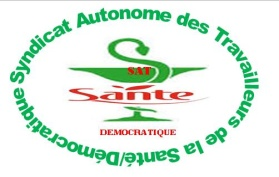 Syndicat Autonome des Travailleurs de la Santé/Démocratique
SAT
Santé
DEMOCRATIQUE